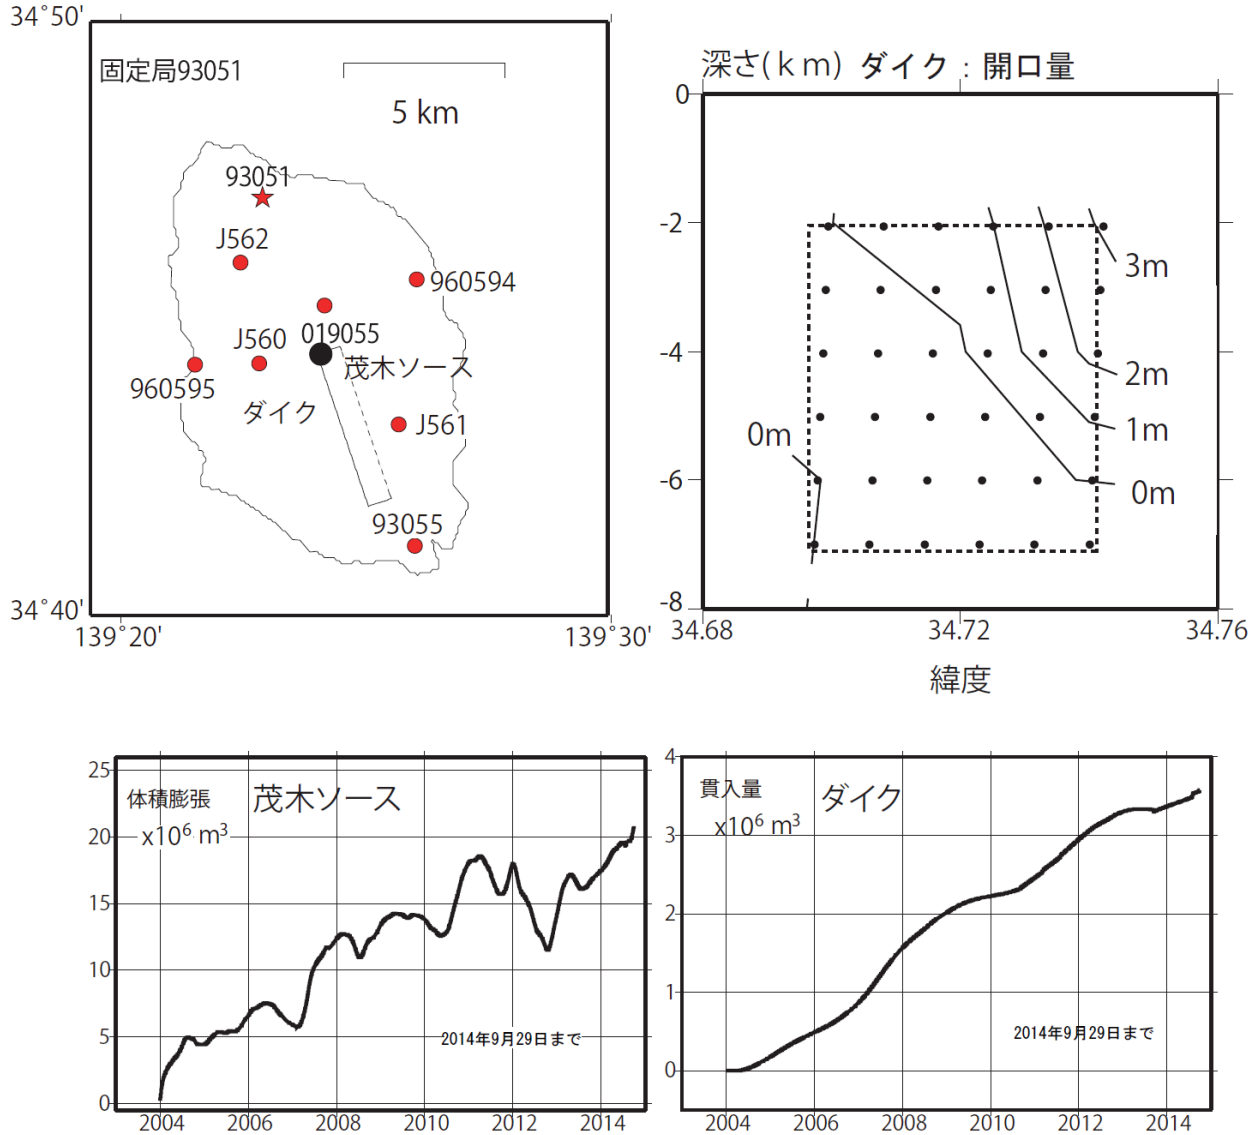 34°50'
固定局93051
5 km
93051
J562
960594
019055
J560
茂木ソース
960595
ダイク
J561
93055
34°40'
139°20'
139°30'
深さ(ｋｍ) ダイク：開口量
0
-2
-4
-6
-8
3m
2m
1m
0m
0m
34.68
34.72
34.76
緯度
25
20
15
10
5
0
体積膨張
x10⁶ m³
茂木ソース
2014年9月29日まで
2004
2006
2008
2010
2012
2014
4
3
2
1
0
貫入量
x10⁶ m³
ダイク
2014年9月29日まで
2004
2006
2008
2010
2012
2014